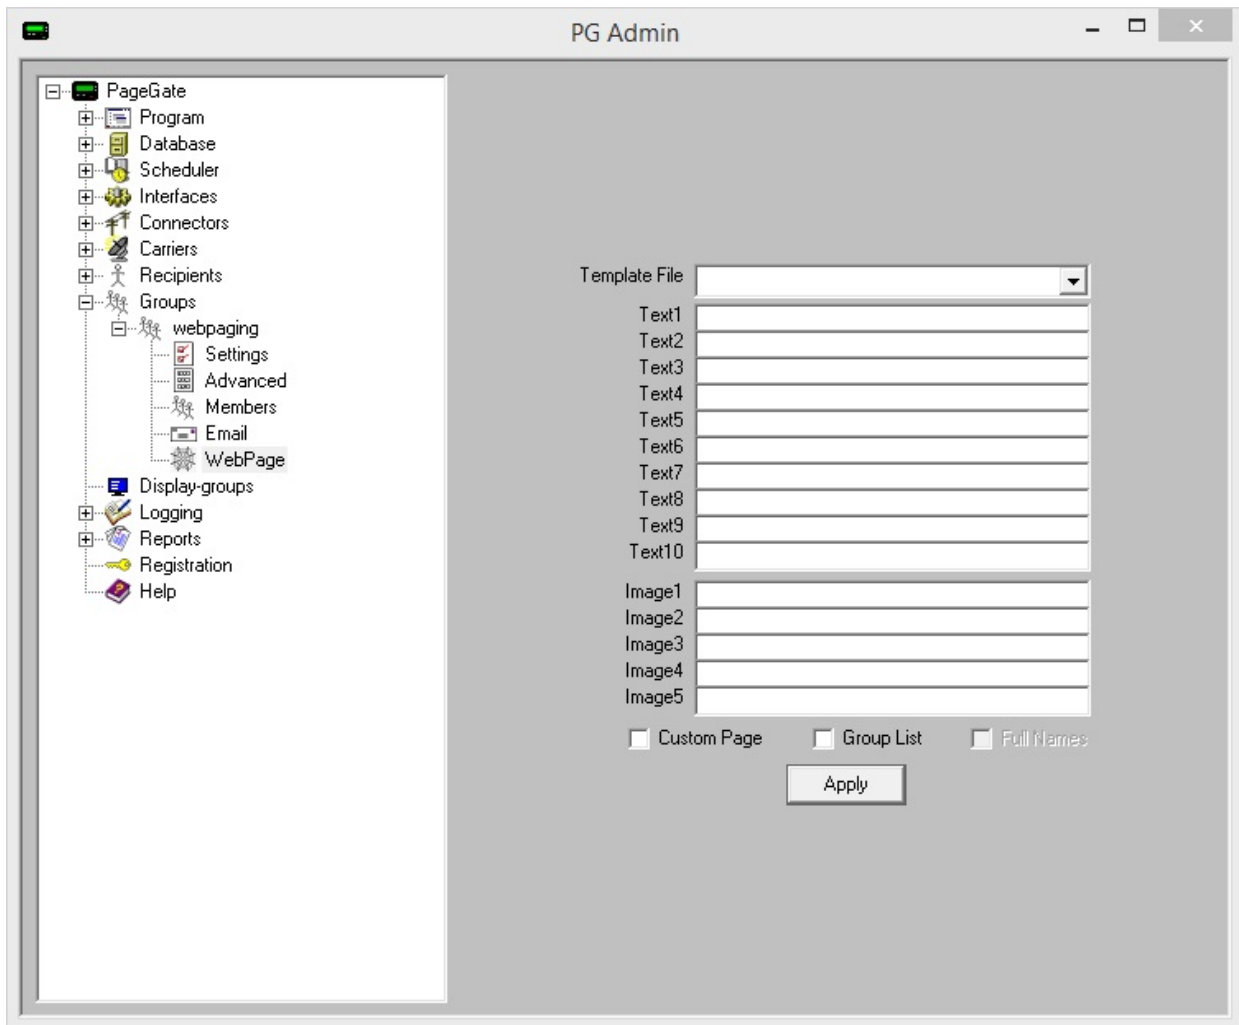 PG Admin
PageGate
Program
Database
Scheduler
Interfaces
Connectors
Carriers
Recipients
Groups
webpaging
Settings
Advanced
Members
Email
WebPage
Display-groups
Logging
Reports
Registration
Help
Template File
Text1
Text2
Text3
Text4
Text5
Text6
Text7
Text8
Text9
Text10
Image1
Image2
Image3
Image4
Image5
Custom Page Group List Full Names
Apply